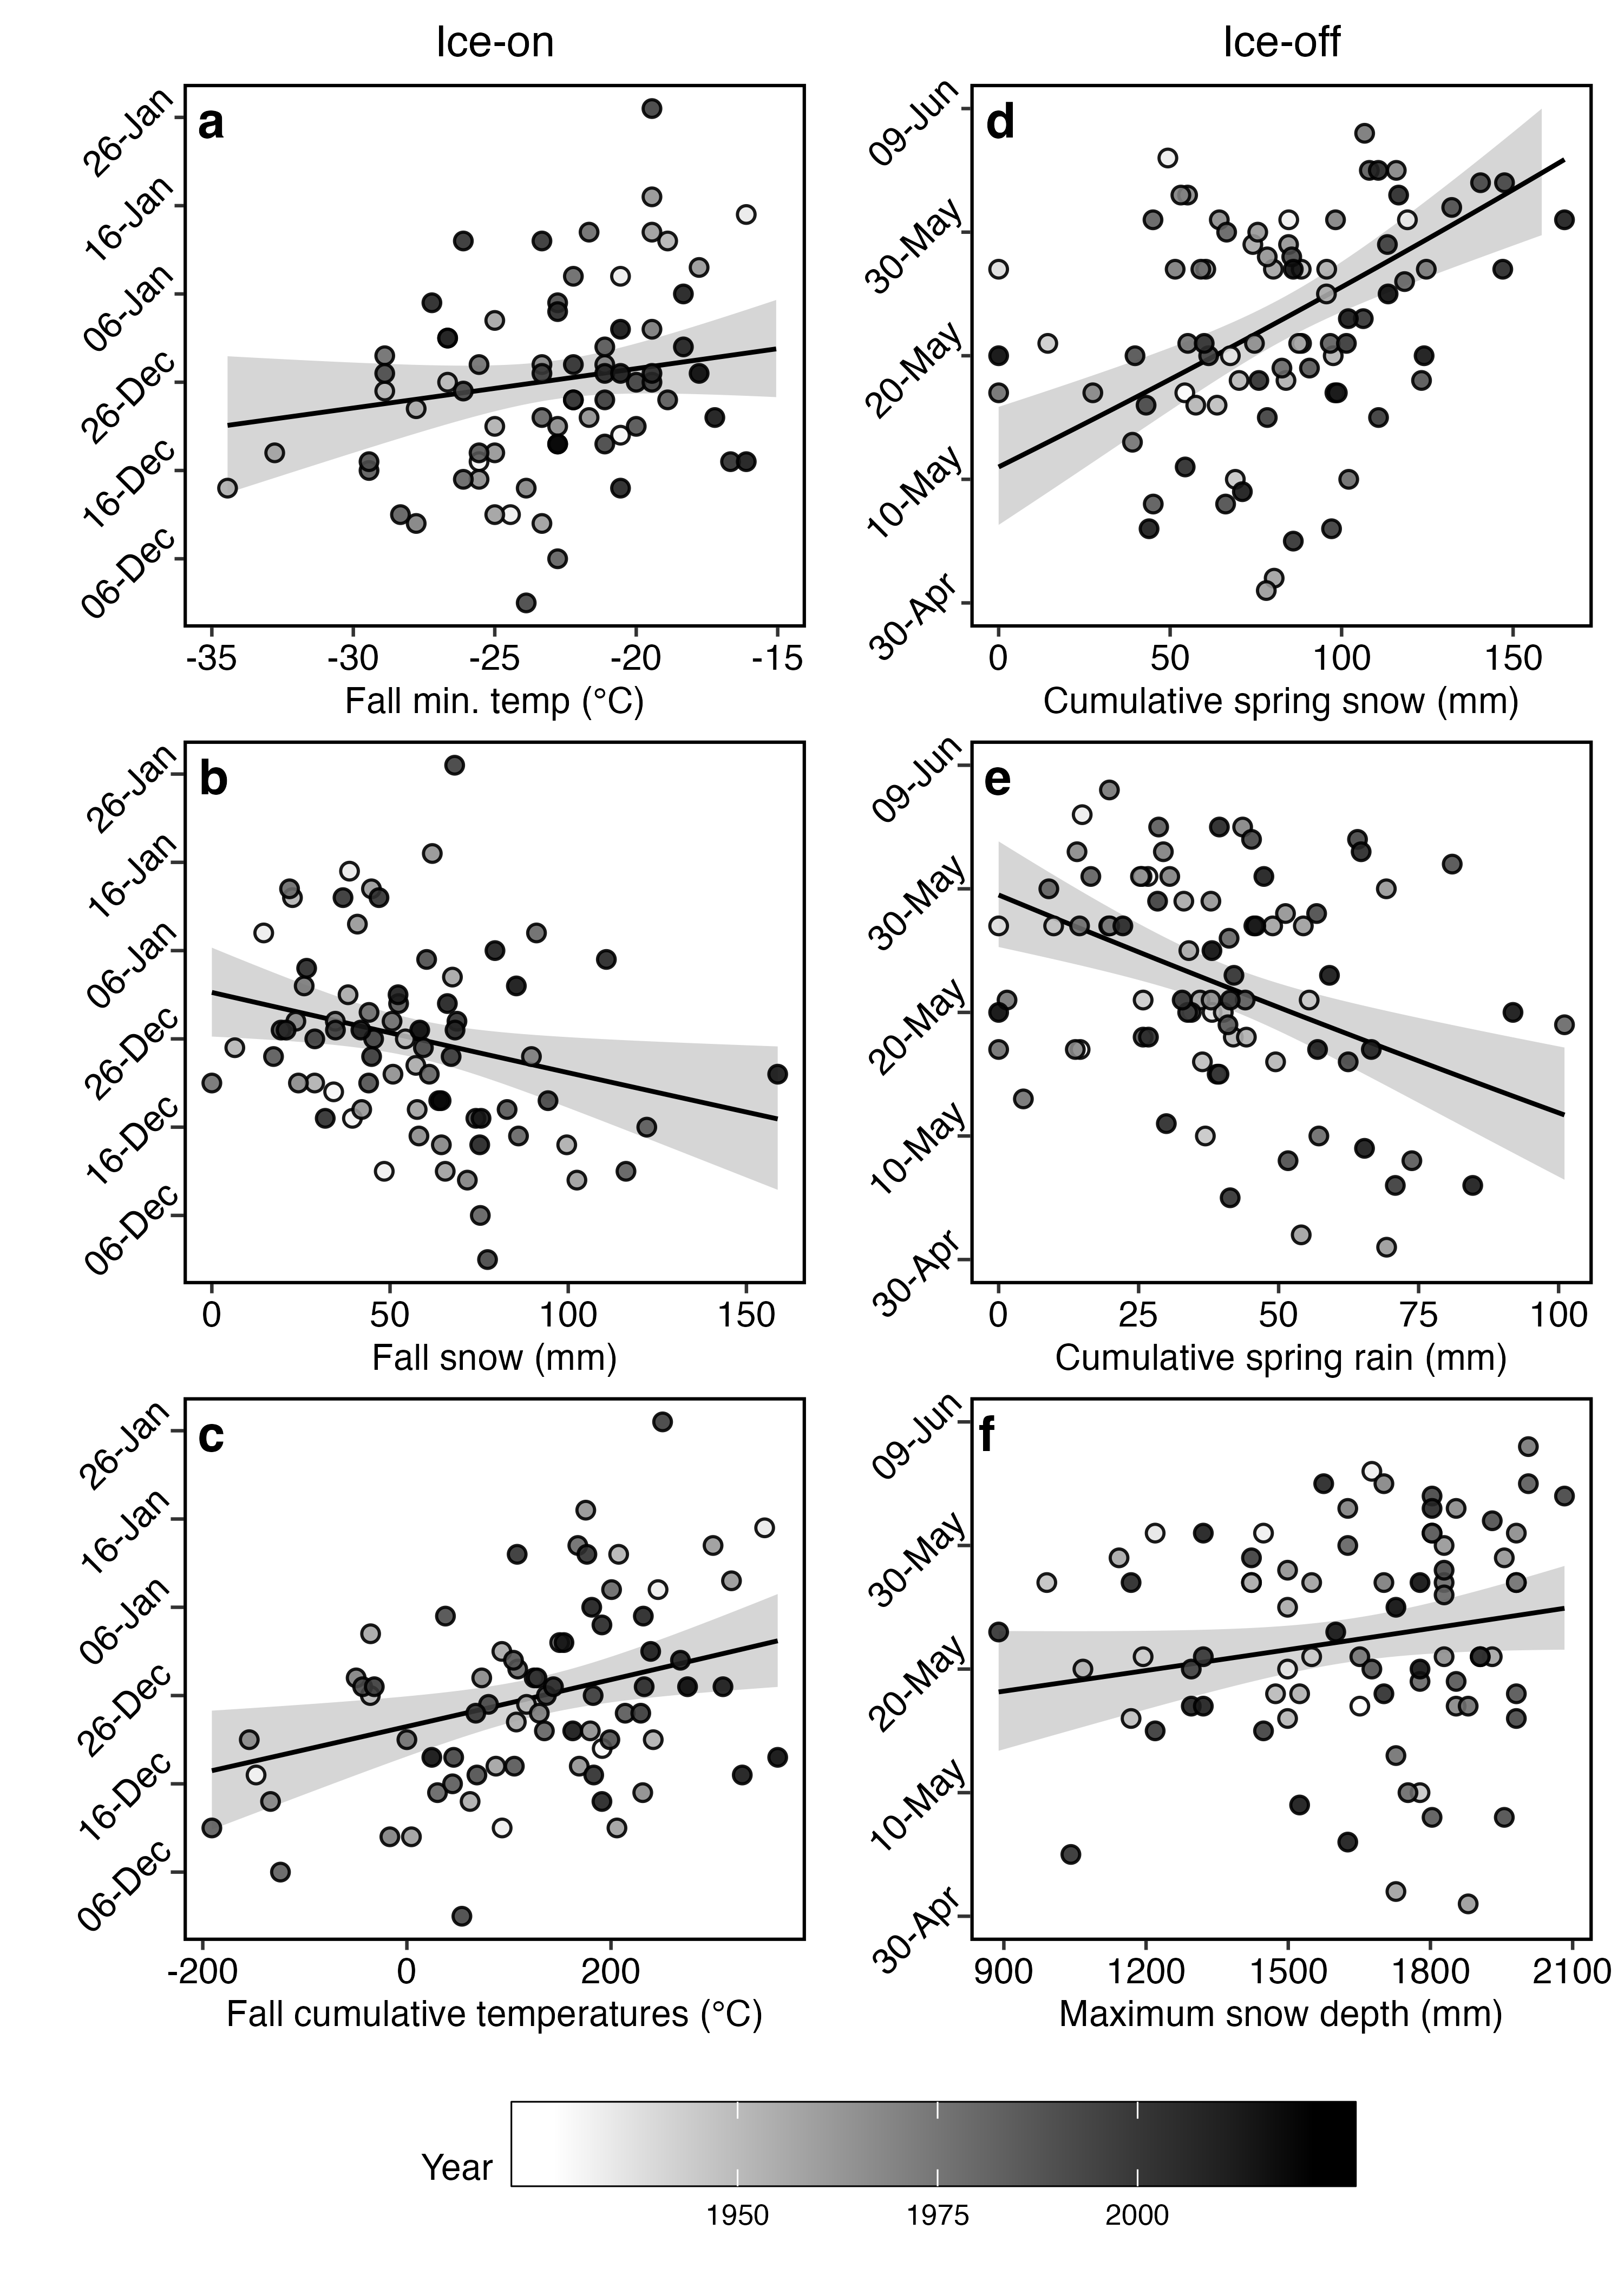 Ice-on
Ice-off
a
26-Jan
16-Jan
06-Jan
26-Dec
16-Dec
06-Dec
-35 -30 -25 -20 -15
Fall min. temp (°C)
d
09-Jun
30-May
20-May
10-May
30-Apr
0 50 100 150
Cumulative spring snow (mm)
b
26-Jan
16-Jan
06-Jan
26-Dec
16-Dec
06-Dec
0 50 100 150
Fall snow (mm)
e
09-Jun
30-May
20-May
10-May
30-Apr
0 25 50 75 100
Cumulative spring rain (mm)
c
26-Jan
16-Jan
06-Jan
26-Dec
16-Dec
06-Dec
-200 0 200
Fall cumulative temperatures (°C)
f
09-Jun
30-May
20-May
10-May
30-Apr
900 1200 1500 1800 2100
Maximum snow depth (mm)
Year
1950 1975 2000